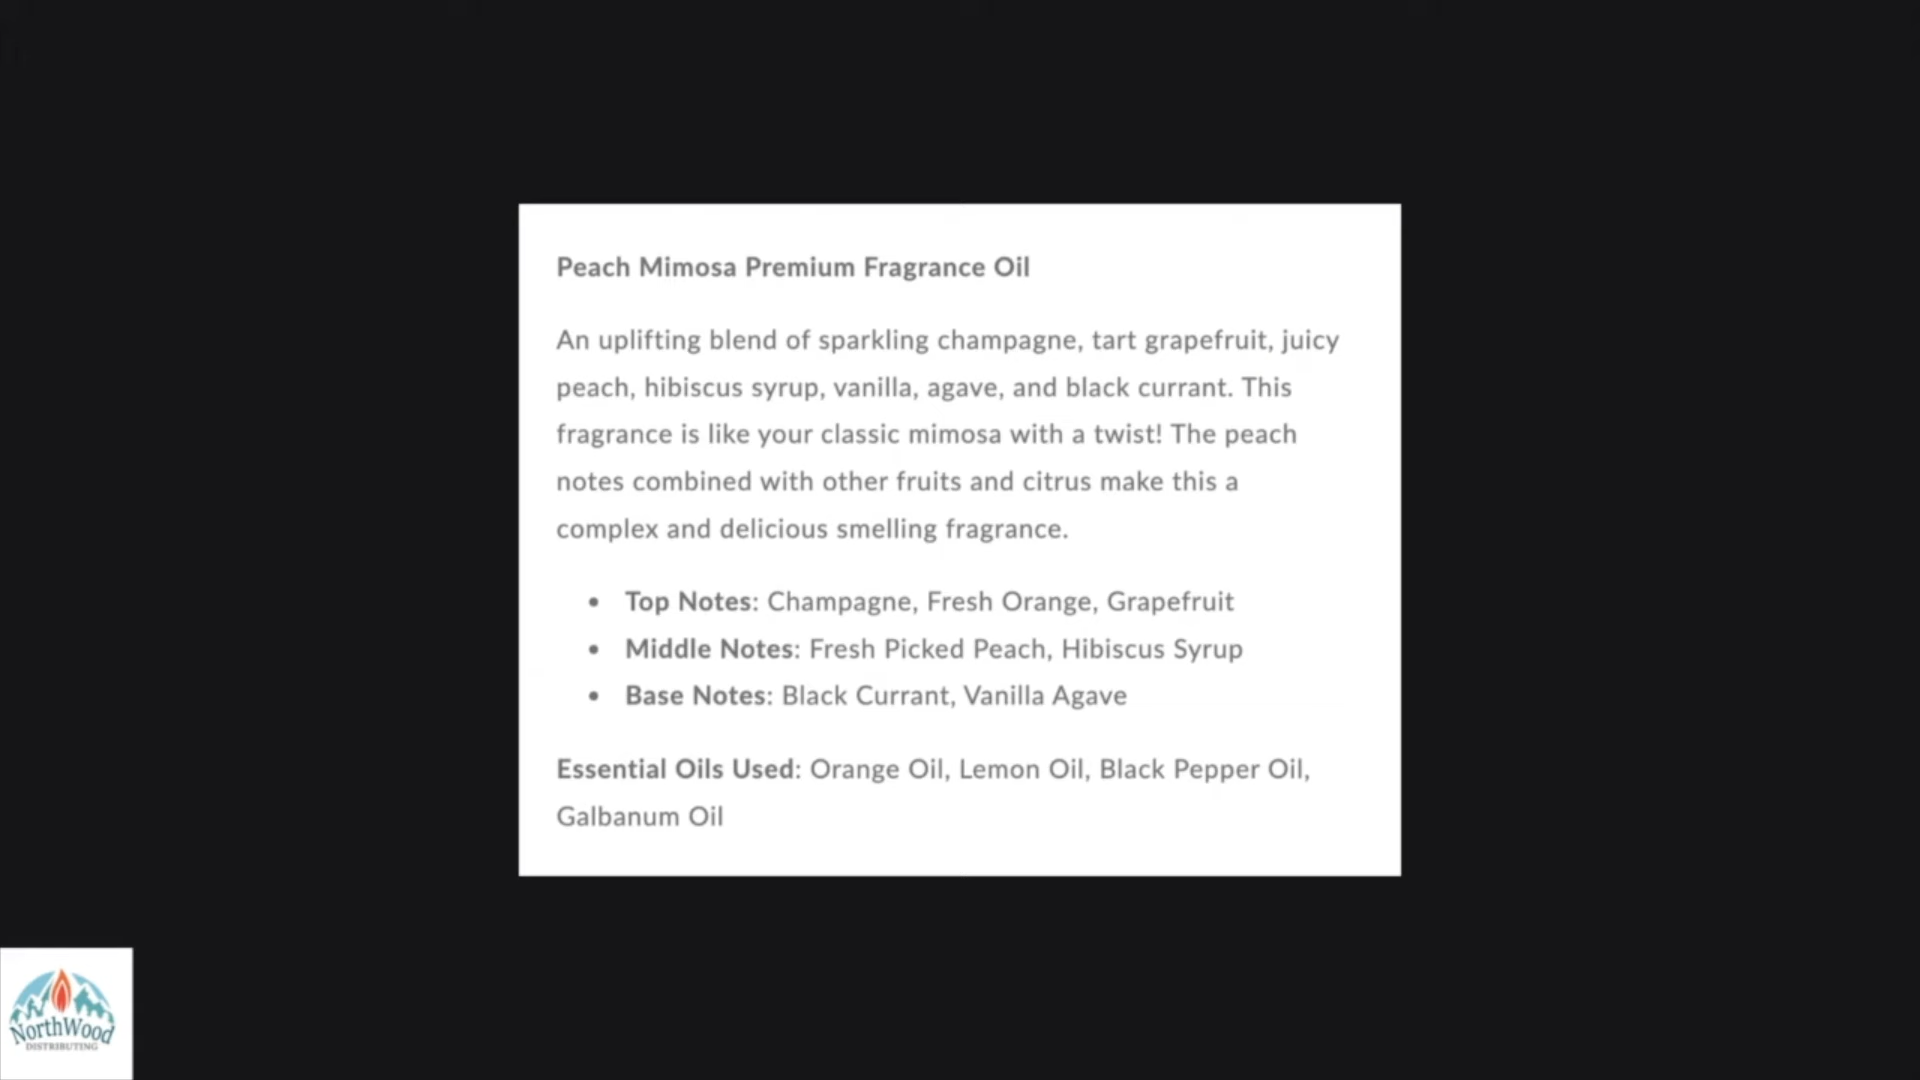 Peach Mimosa Premium Fragrance Oil
An uplifting blend of sparkling champagne, tart grapefruit, juicy
peach, hibiscus syrup, vanilla, agave, and black currant. This
fragrance is like your classic mimosa with a twist! The peach
notes combined with other fruits and citrus make this a
complex and delicious smelling fragrance.
• Top Notes: Champagne, Fresh Orange, Grapefruit
• Middle Notes: Fresh Picked Peach, Hibiscus Syrup
• Base Notes: Black Currant, Vanilla Agave
Essential Oils Used: Orange Oil, Lemon Oil, Black Pepper Oil,
Galbanum Oil
NorthWood
DISTRIBUTING